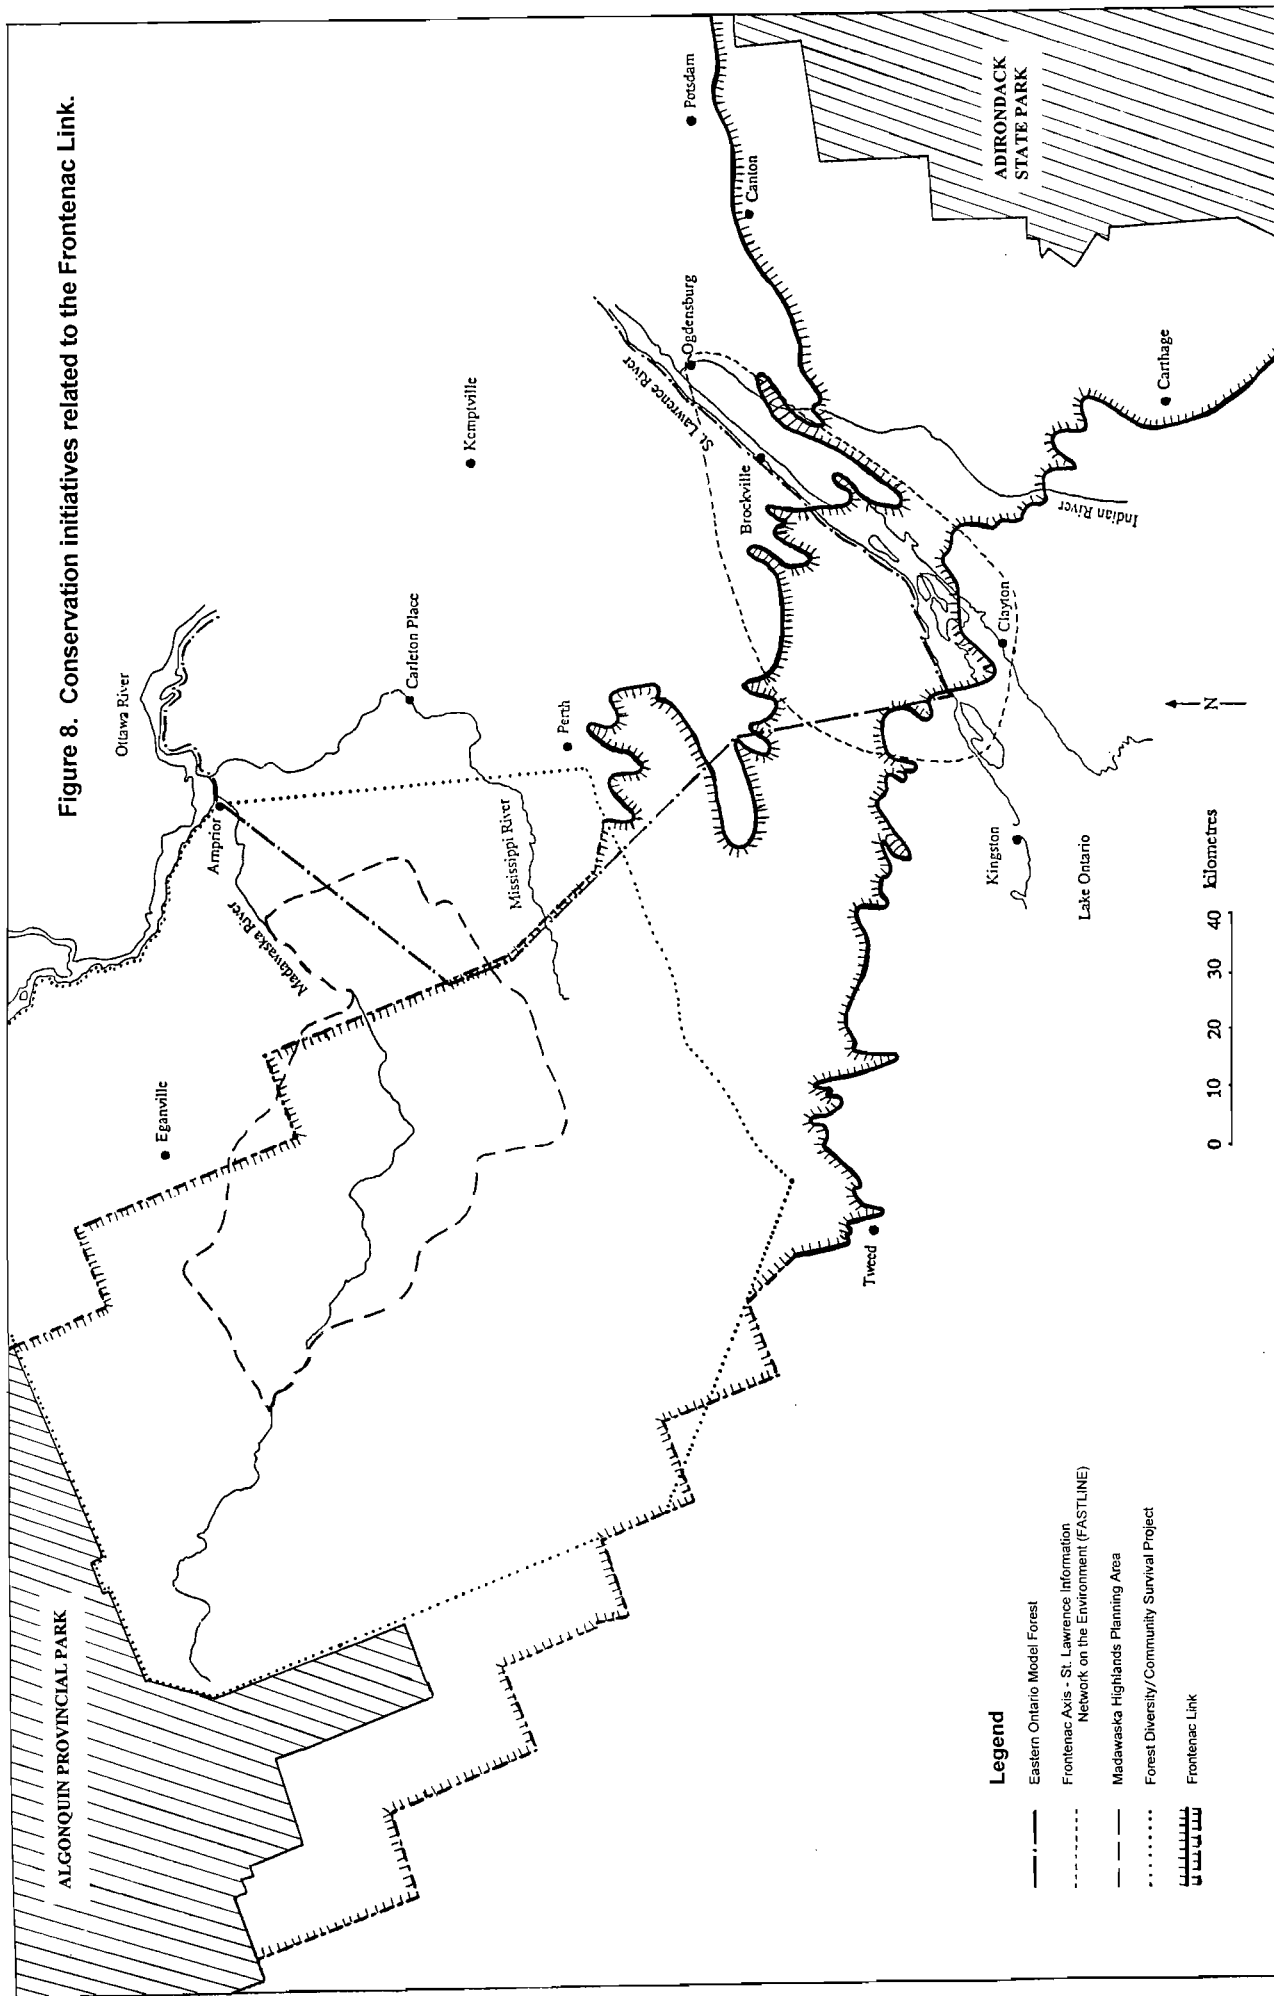 Figure 8. Conservation initiatives related to the Frontenac Link.
ALGONQUIN PROVINCIAL PARK
Eganville
Ottawa River
Arnprior
Madawaska River
Carleton Place
Mississippi River
Perth
Kemptville
Potsdam
Canton
Ogdensburg
St. Lawrence River
Brockville
ADIRONDACK
STATE PARK
Carthage
Indian River
Clayton
Tweed
Kingston
Lake Ontario
N
0 10 20 30 40 kilometres
Legend
Eastern Ontario Model Forest
Frontenac Axis - St. Lawrence Information
Network on the Environment (FASTLINE)
Madawaska Highlands Planning Area
Forest Diversity/Community Survival Project
Frontenac Link